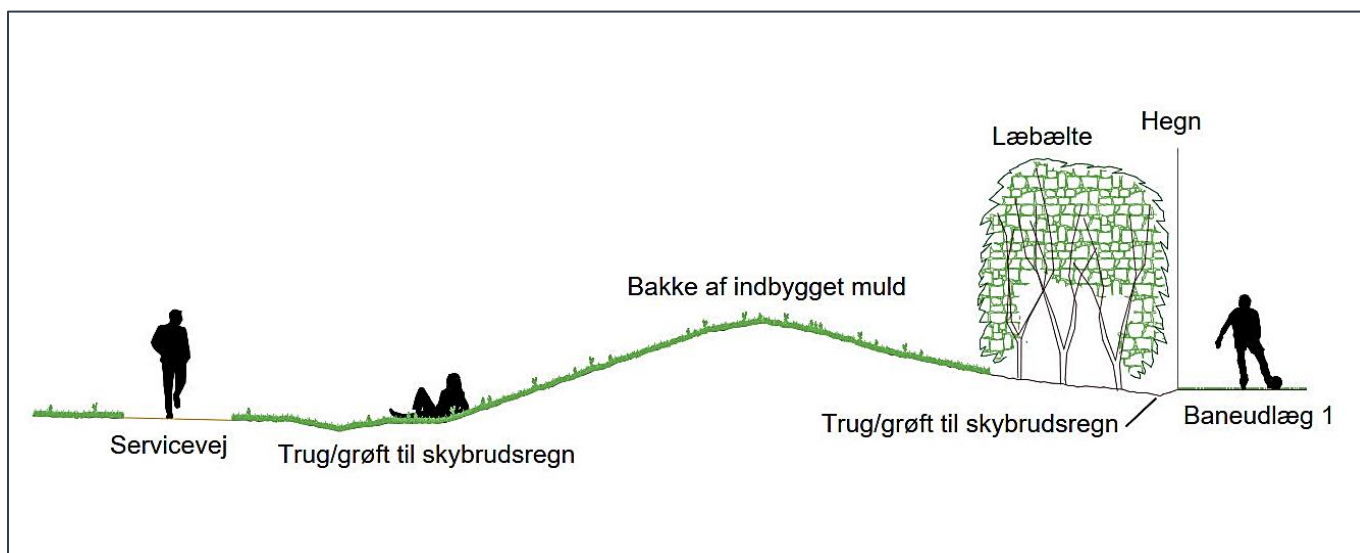 Hegn
Læbælte
Bakke af indbygget muld
Trug/grøft til skybrudsregn
Baneudlæg 1
Servicevej
Trug/grøft til skybrudsregn